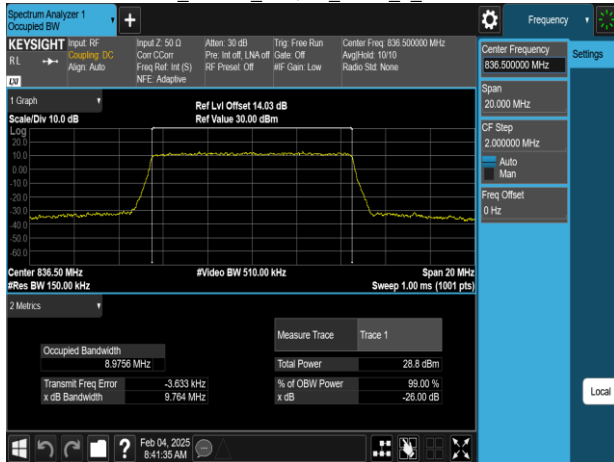 Spectrum Analyzer 1
Occupied BW
Frequency
KEYSIGHT
Input: RF
RL
Coupling: DC
Align: Auto
LXI
Input Z: 50 Ω
Corr CCorr
Freq Ref: Int (S)
NFE: Adaptive
Atten: 30 dB
Pre: Int off, LNA off
RF Preset: Off
Trig: Free Run
Gate: Off
#IF Gain: Low
Center Freq: 836.500000 MHz
Avg|Hold: 10/10
Radio Std: None
Center Frequency
836.500000 MHz
Settings
Span
20.000 MHz
CF Step
2.000000 MHz
Auto
Man
Freq Offset
0 Hz
Local
1 Graph
Scale/Div 10.0 dB
Ref Lvl Offset 14.03 dB
Ref Value 30.00 dBm
Log
20.0
10.0
0.00
-10.0
-20.0
-30.0
-40.0
-50.0
-60.0
Center 836.50 MHz
#Res BW 150.00 kHz
#Video BW 510.00 kHz
Span 20 MHz
Sweep 1.00 ms (1001 pts)
2 Metrics
Measure Trace
Trace 1
Occupied Bandwidth
8.9756 MHz
Total Power
28.8 dBm
Transmit Freq Error
-3.633 kHz
% of OBW Power
99.00 %
x dB Bandwidth
9.764 MHz
x dB
-26.00 dB
?
Feb 04, 2025
8:41:35 AM